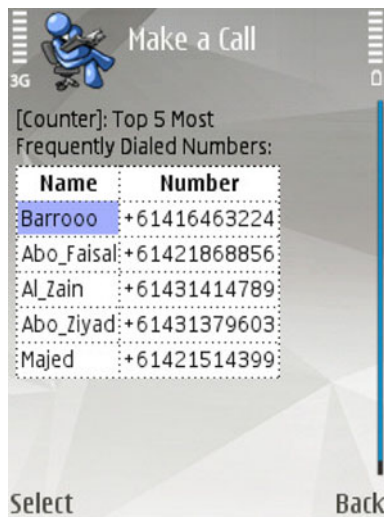 Make a Call
3G
[Counter]: Top 5 Most
Frequently Dialed Numbers:
Name Number
Barrooo +61416463224
Abo_Faisal +61421868856
Al_Zain +61431414789
Abo_Ziyad +61431379603
Majed +61421514399
Select Back